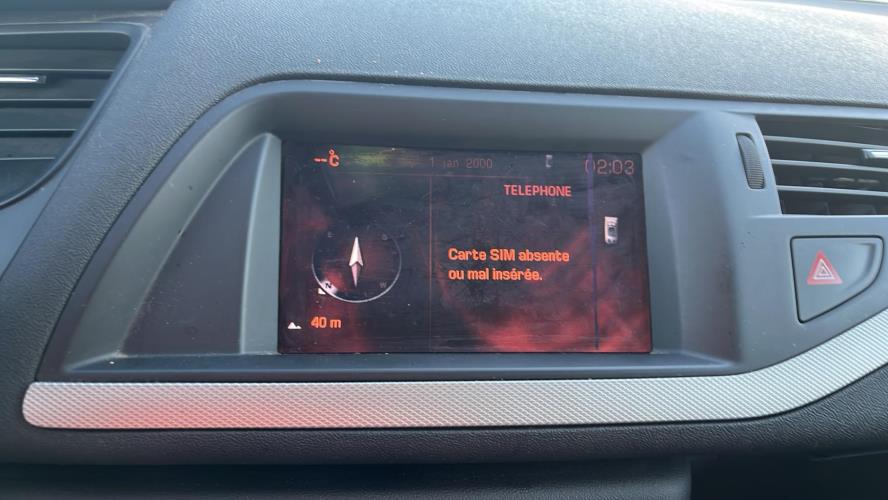 --°C
1 jan 2000
02:03
TELEPHONE
Carte SIM absente
ou mal insérée.
N
W
40 m